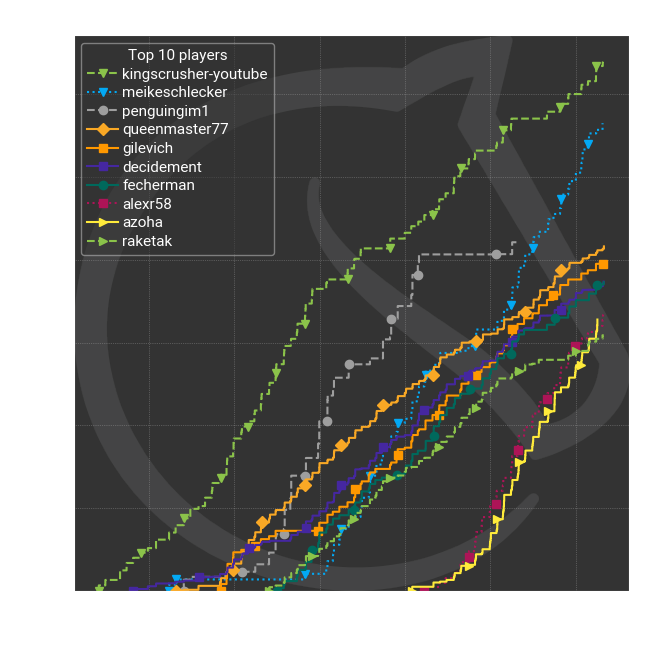 Top 10 players
kingscrusher-youtube
meikeschlecker
penguingim1
queenmaster77
gilevich
decidement
fecherman
alexr58
azoha
raketak